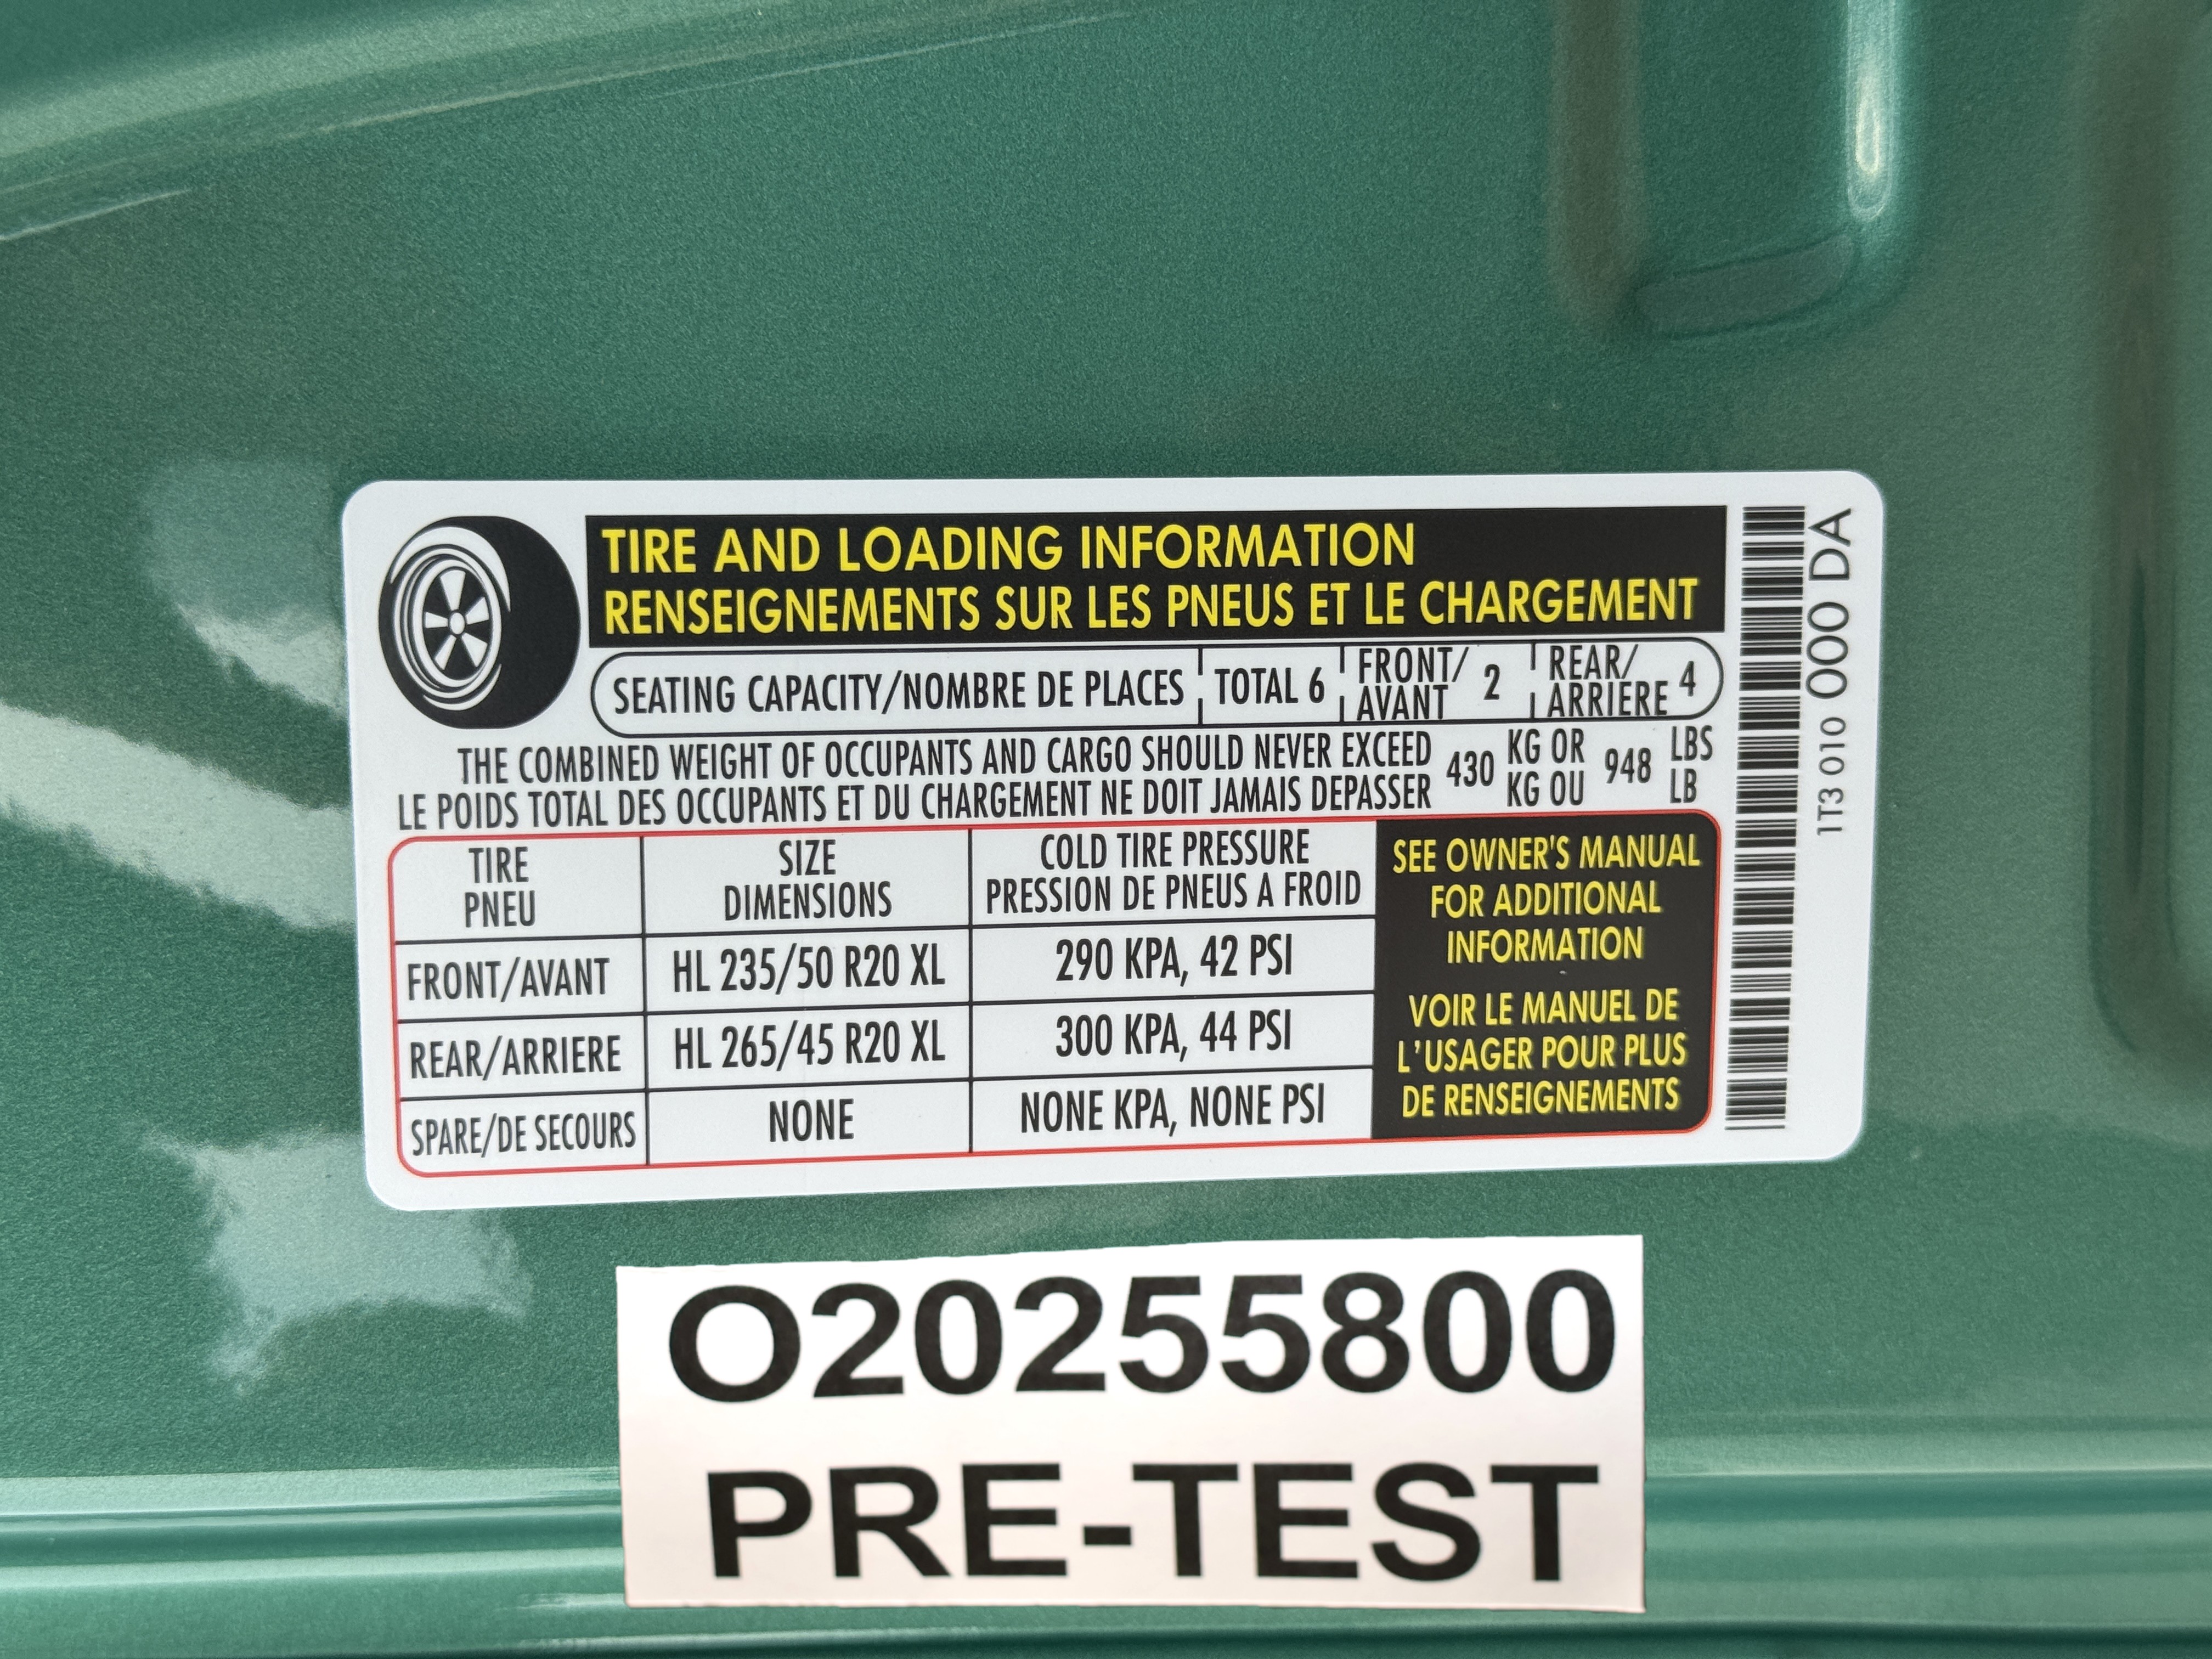 TIRE AND LOADING INFORMATION
RENSEIGNEMENTS SUR LES PNEUS ET LE CHARGEMENT
SEATING CAPACITY/NOMBRE DE PLACES TOTAL 6 FRONT/AVANT 2 REAR/ARRIERE 4
THE COMBINED WEIGHT OF OCCUPANTS AND CARGO SHOULD NEVER EXCEED 430 KG OR 948 LBS
LE POIDS TOTAL DES OCCUPANTS ET DU CHARGEMENT NE DOIT JAMAIS DEPASSER KG OU LB
TIRE SIZE COLD TIRE PRESSURE
PNEU DIMENSIONS PRESSION DE PNEUS A FROID
FRONT/AVANT HL 235/50 R20 XL 290 KPA, 42 PSI
REAR/ARRIERE HL 265/45 R20 XL 300 KPA, 44 PSI
SPARE/DE SECOURS NONE NONE KPA, NONE PSI
SEE OWNER'S MANUAL
FOR ADDITIONAL
INFORMATION
VOIR LE MANUEL DE
L'USAGER POUR PLUS
DE RENSEIGNEMENTS
1T3 010 000 DA
O20255800
PRE-TEST